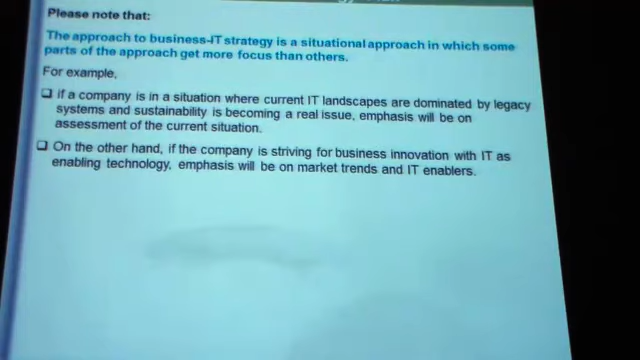 Please note that:
The approach to business-IT strategy is a situational approach in which some
parts of the approach get more focus than others.
For example,
❑ if a company is in a situation where current IT landscapes are dominated by legacy
systems and sustainability is becoming a real issue, emphasis will be on
assessment of the current situation.
❑ On the other hand, if the company is striving for business innovation with IT as
enabling technology, emphasis will be on market trends and IT enablers.